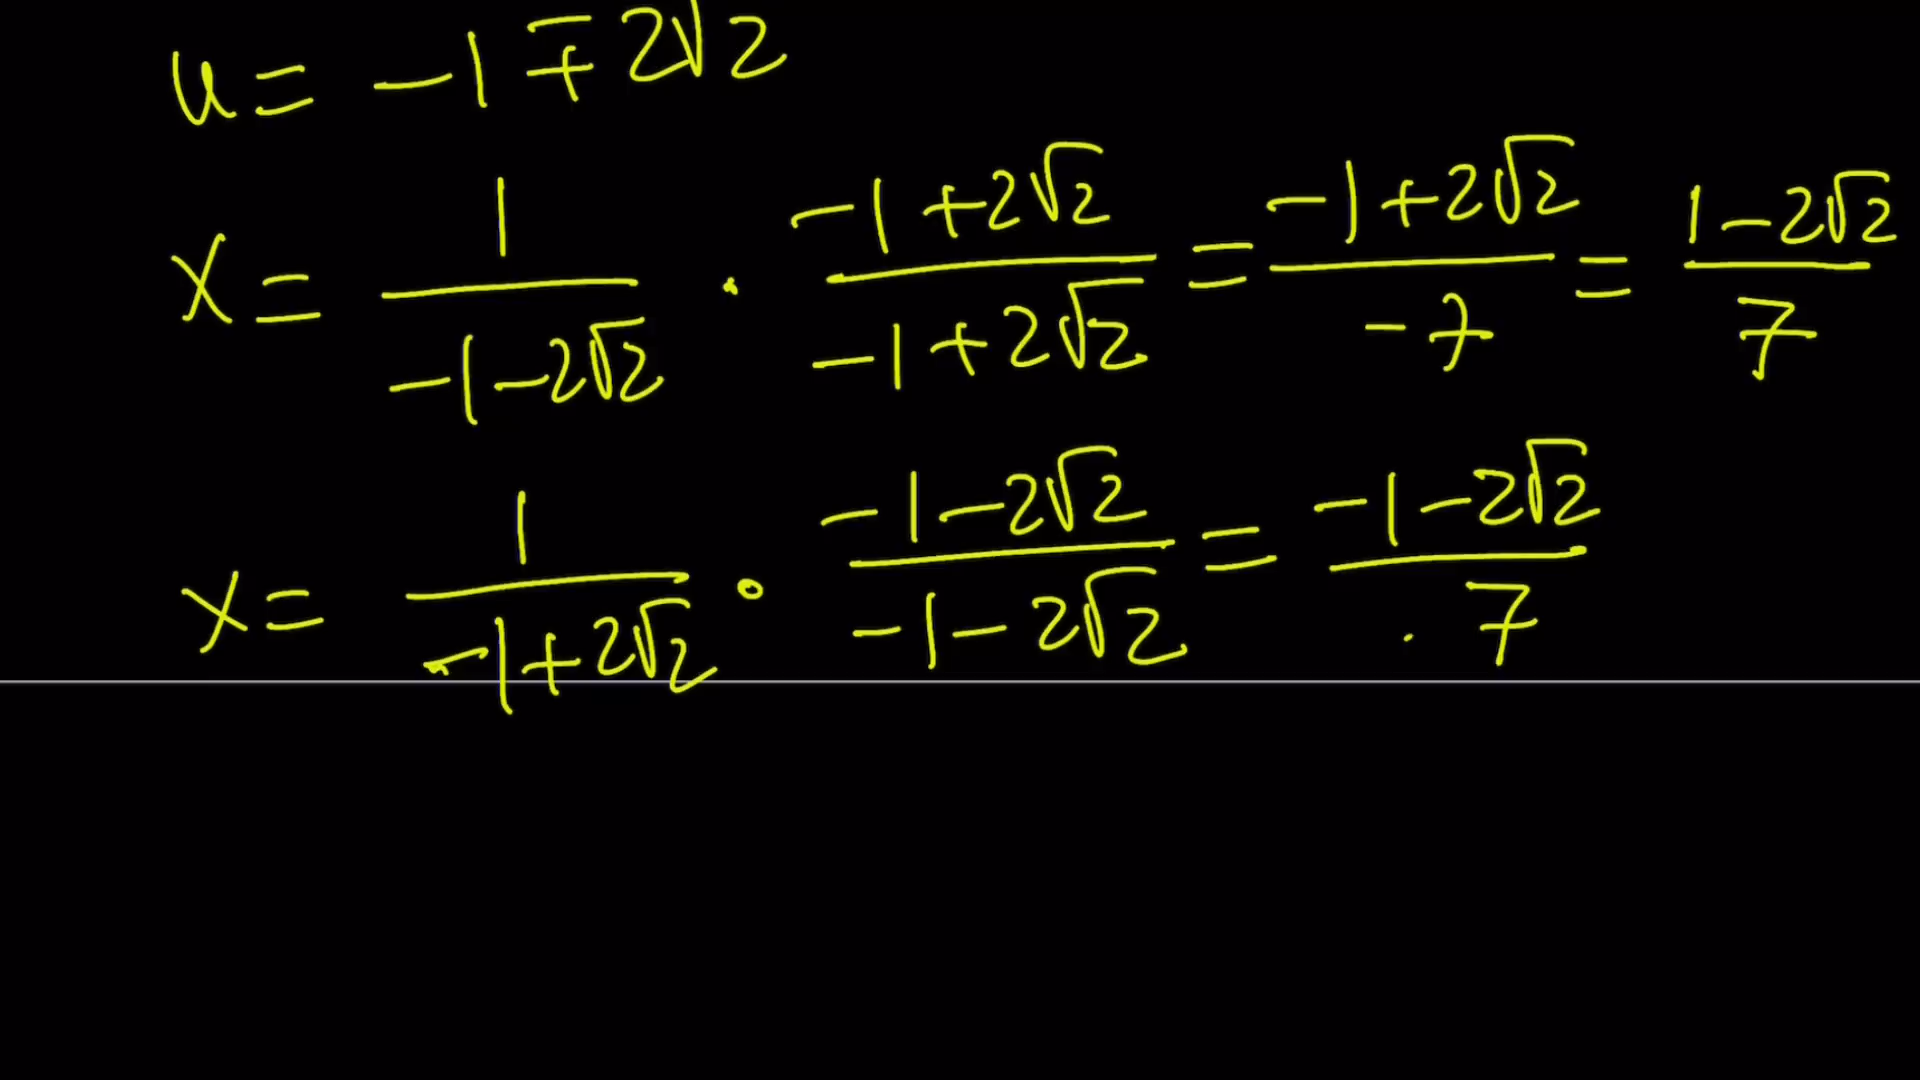 u = -1 ∓ 2√2
x = 1/(-1-2√2) · (-1+2√2)/(-1+2√2) = (-1+2√2)/(-7) = (1-2√2)/7
x = 1/(-1+2√2) · (-1-2√2)/(-1-2√2) = (-1-2√2)/(. 7)